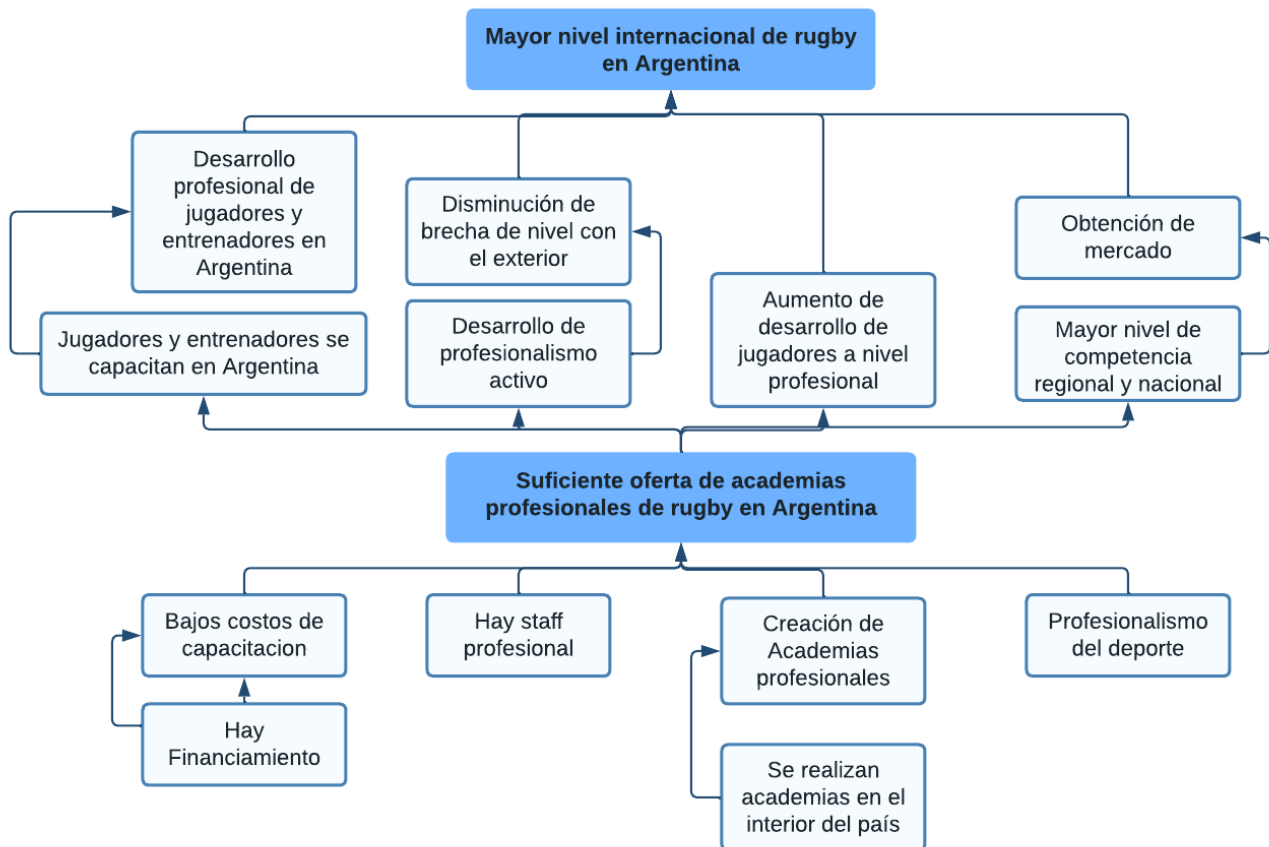 Mayor nivel internacional de rugby
en Argentina
Desarrollo
profesional de
jugadores y
entrenadores en
Argentina
Disminución de
brecha de nivel con
el exterior
Obtención de
mercado
Jugadores y entrenadores se
capacitan en Argentina
Desarrollo de
profesionalismo
activo
Aumento de
desarrollo de
jugadores a nivel
profesional
Mayor nivel de
competencia
regional y nacional
Suficiente oferta de academias
profesionales de rugby en Argentina
Bajos costos de
capacitacion
Hay staff
profesional
Creación de
Academias
profesionales
Profesionalismo
del deporte
Hay
Financiamiento
Se realizan
academias en el
interior del país